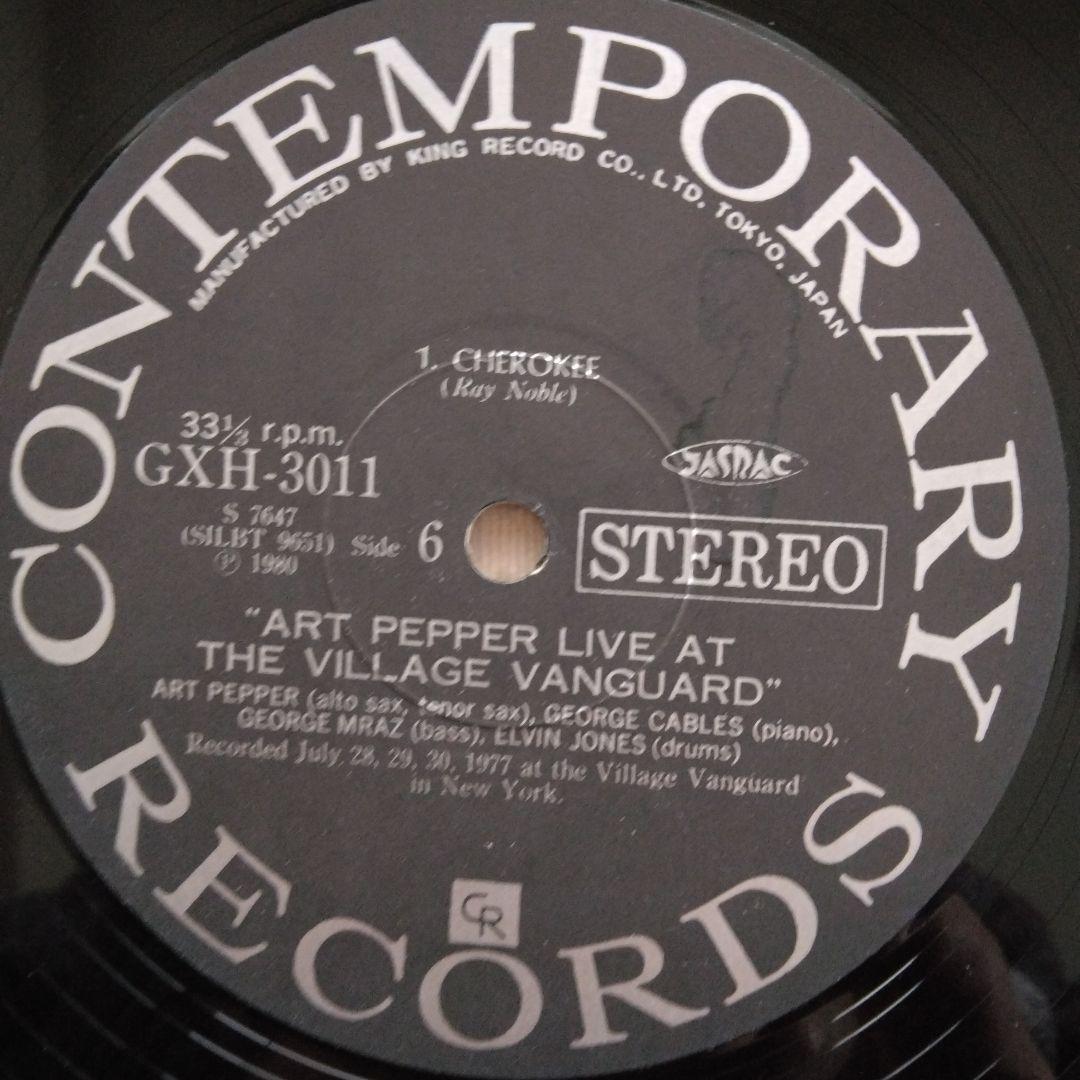 CONTEMPORARY
MANUFACTURED BY KING RECORD CO., LTD, TOKYO, JAPAN
1. CHEROKEE
(Ray Noble)
33⅓ r.p.m.
GXH-3011
S 7647
(SILBT 9651) Side 6
Ⓟ 1980
JASRAC
STEREO
"ART PEPPER LIVE AT
THE VILLAGE VANGUARD"
ART PEPPER (alto sax, tenor sax), GEORGE CABLES (piano),
GEORGE MRAZ (bass), ELVIN JONES (drums)
Recorded July 28, 29, 30, 1977 at the Village Vanguard
in New York.
CR
RECORDS